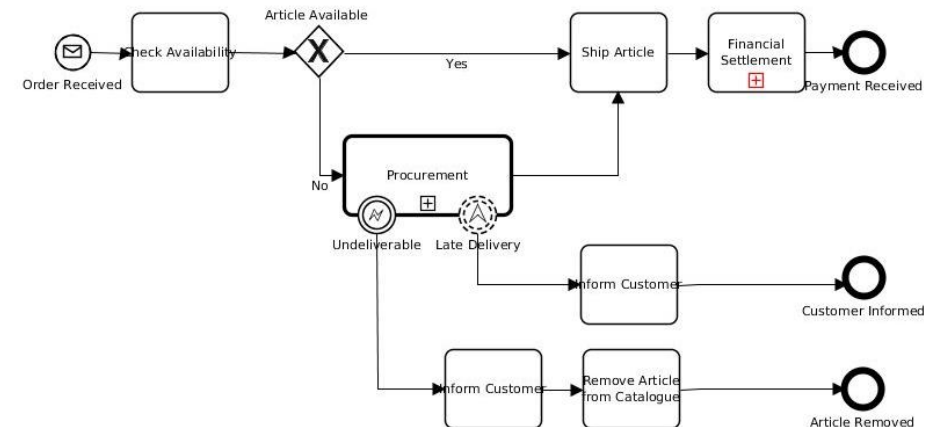 Article Available
Order Received
Check Availability
Yes
Ship Article
Financial
Settlement
Payment Received
No
Procurement
Undeliverable
Late Delivery
Inform Customer
Customer Informed
Inform Customer
Remove Article
from Catalogue
Article Removed